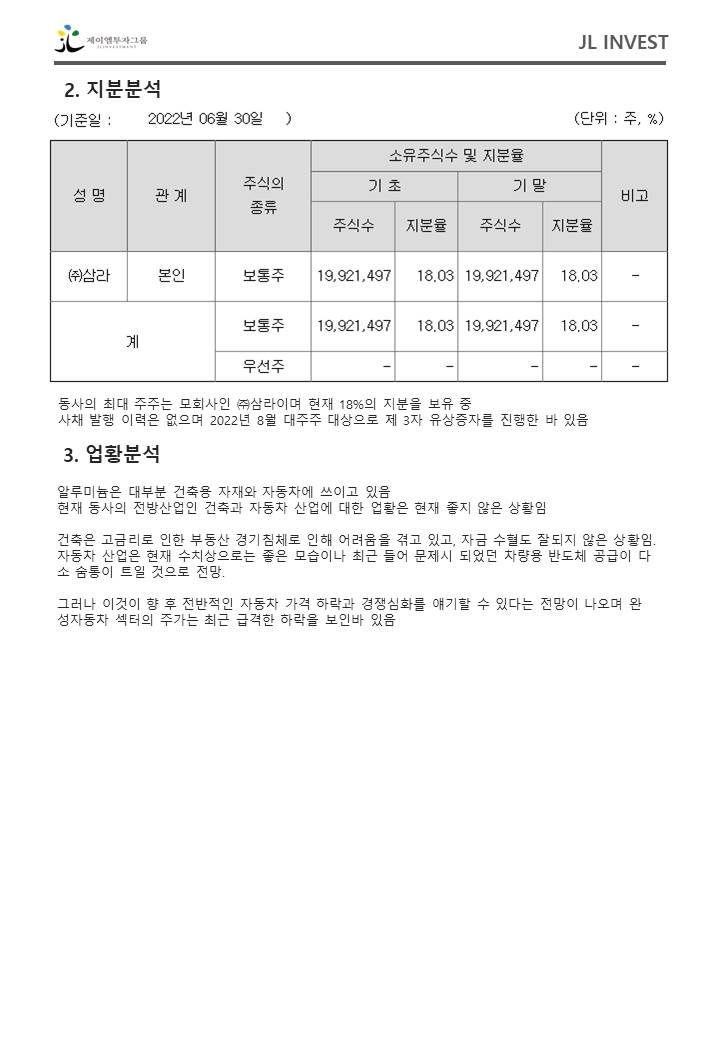 제이엘투자그룹
JLINVESTMENT
JL INVEST
2. 지분분석
(기준일 : 2022년 06월 30일 ) (단위 : 주, %)
성 명 관 계 주식의 종류 소유주식수 및 지분율 비고
기 초 기 말
주식수 지분율 주식수 지분율
㈜삼라 본인 보통주 19,921,497 18.03 19,921,497 18.03 -
계 보통주 19,921,497 18.03 19,921,497 18.03 -
우선주 - - - - -
동사의 최대 주주는 모회사인 ㈜삼라이며 현재 18%의 지분을 보유 중
사채 발행 이력은 없으며 2022년 8월 대주주 대상으로 제 3자 유상증자를 진행한 바 있음
3. 업황분석
알루미늄은 대부분 건축용 자재와 자동차에 쓰이고 있음
현재 동사의 전방산업인 건축과 자동차 산업에 대한 업황은 현재 좋지 않은 상황임
건축은 고금리로 인한 부동산 경기침체로 인해 어려움을 겪고 있고, 자금 수혈도 잘되지 않은 상황임.
자동차 산업은 현재 수치상으로는 좋은 모습이나 최근 들어 문제시 되었던 차량용 반도체 공급이 다
소 숨통이 트일 것으로 전망.
그러나 이것이 향 후 전반적인 자동차 가격 하락과 경쟁심화를 얘기할 수 있다는 전망이 나오며 완
성자동차 섹터의 주가는 최근 급격한 하락을 보인바 있음